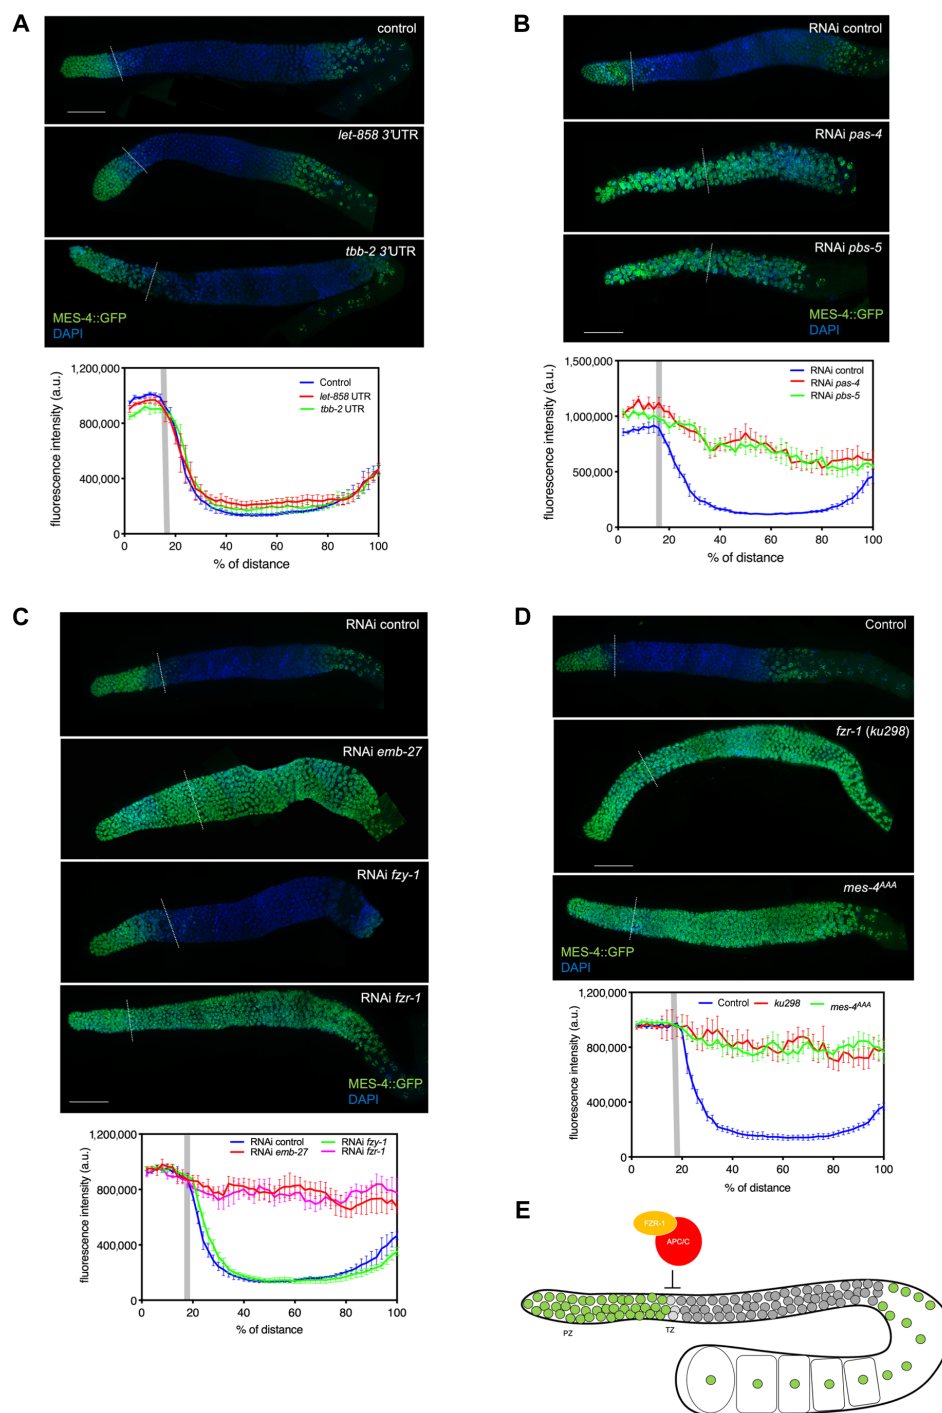 A
control
let-858 3'UTR
tbb-2 3'UTR
MES-4::GFP
DAPI
1,200,000
800,000
400,000
0
fluorescence intensity (a.u.)
Control
let-858 UTR
tbb-2 UTR
0 20 40 60 80 100
% of distance
B
RNAi control
RNAi pas-4
RNAi pbs-5
MES-4::GFP
DAPI
1,500,000
1,000,000
500,000
0
fluorescence intensity (a.u.)
RNAi control
RNAi pas-4
RNAi pbs-5
0 20 40 60 80 100
% of distance
C
RNAi control
RNAi emb-27
RNAi fzy-1
RNAi fzr-1
MES-4::GFP
DAPI
1,200,000
800,000
400,000
0
fluorescence intensity (a.u.)
RNAi control RNAi fzy-1
RNAi emb-27 RNAi fzr-1
0 20 40 60 80 100
% of distance
D
Control
fzr-1 (ku298)
mes-4AAA
MES-4::GFP
DAPI
1,200,000
800,000
400,000
0
fluorescence intensity (a.u.)
Control ku298 mes-4AAA
0 20 40 60 80 100
% of distance
E
FZR-1
APC/C
PZ
TZ